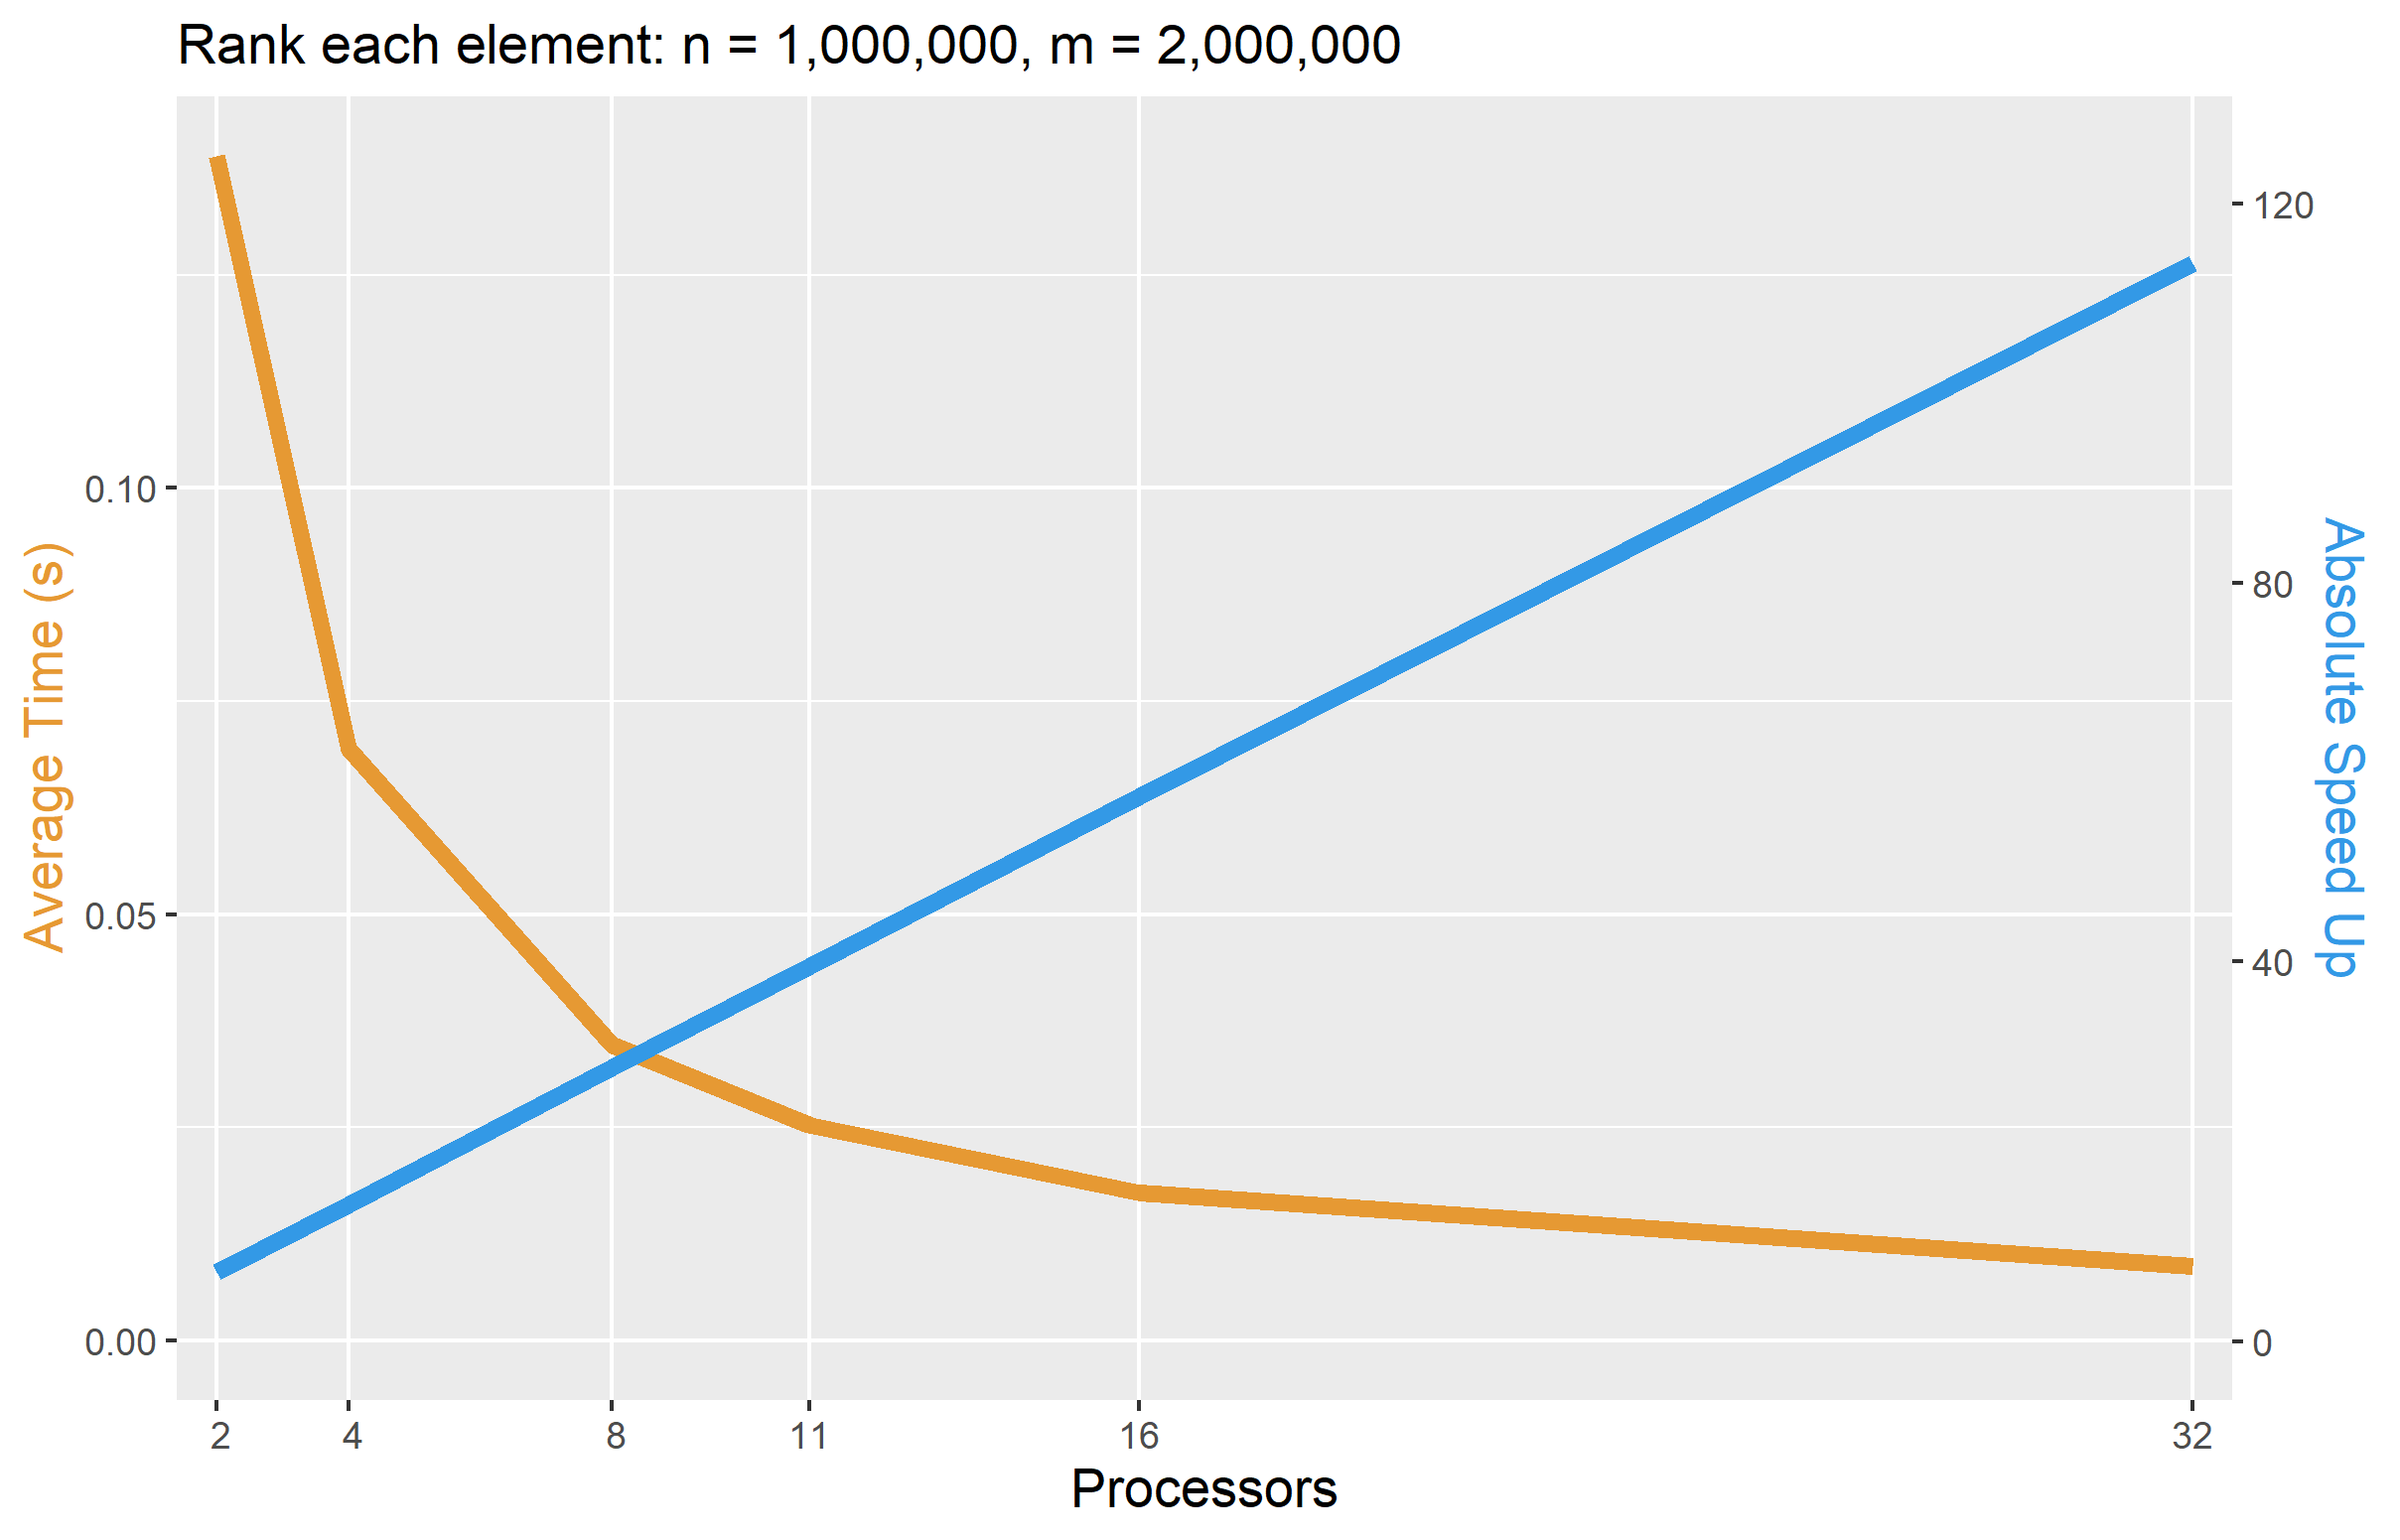 Rank each element: n = 1,000,000, m = 2,000,000
Average Time (s)
0.10
0.05
0.00
120
80
40
0
Absolute Speed Up
2 4 8 11 16 32
Processors